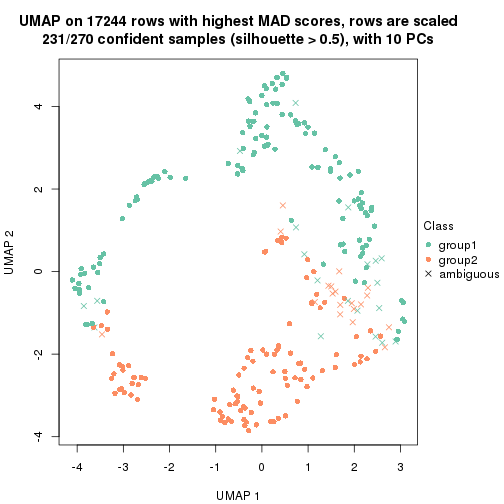 UMAP on 17244 rows with highest MAD scores, rows are scaled
231/270 confident samples (silhouette > 0.5), with 10 PCs
4
2
0
-2
-4
UMAP 2
-4 -3 -2 -1 0 1 2 3
UMAP 1
Class
group1
group2
ambiguous